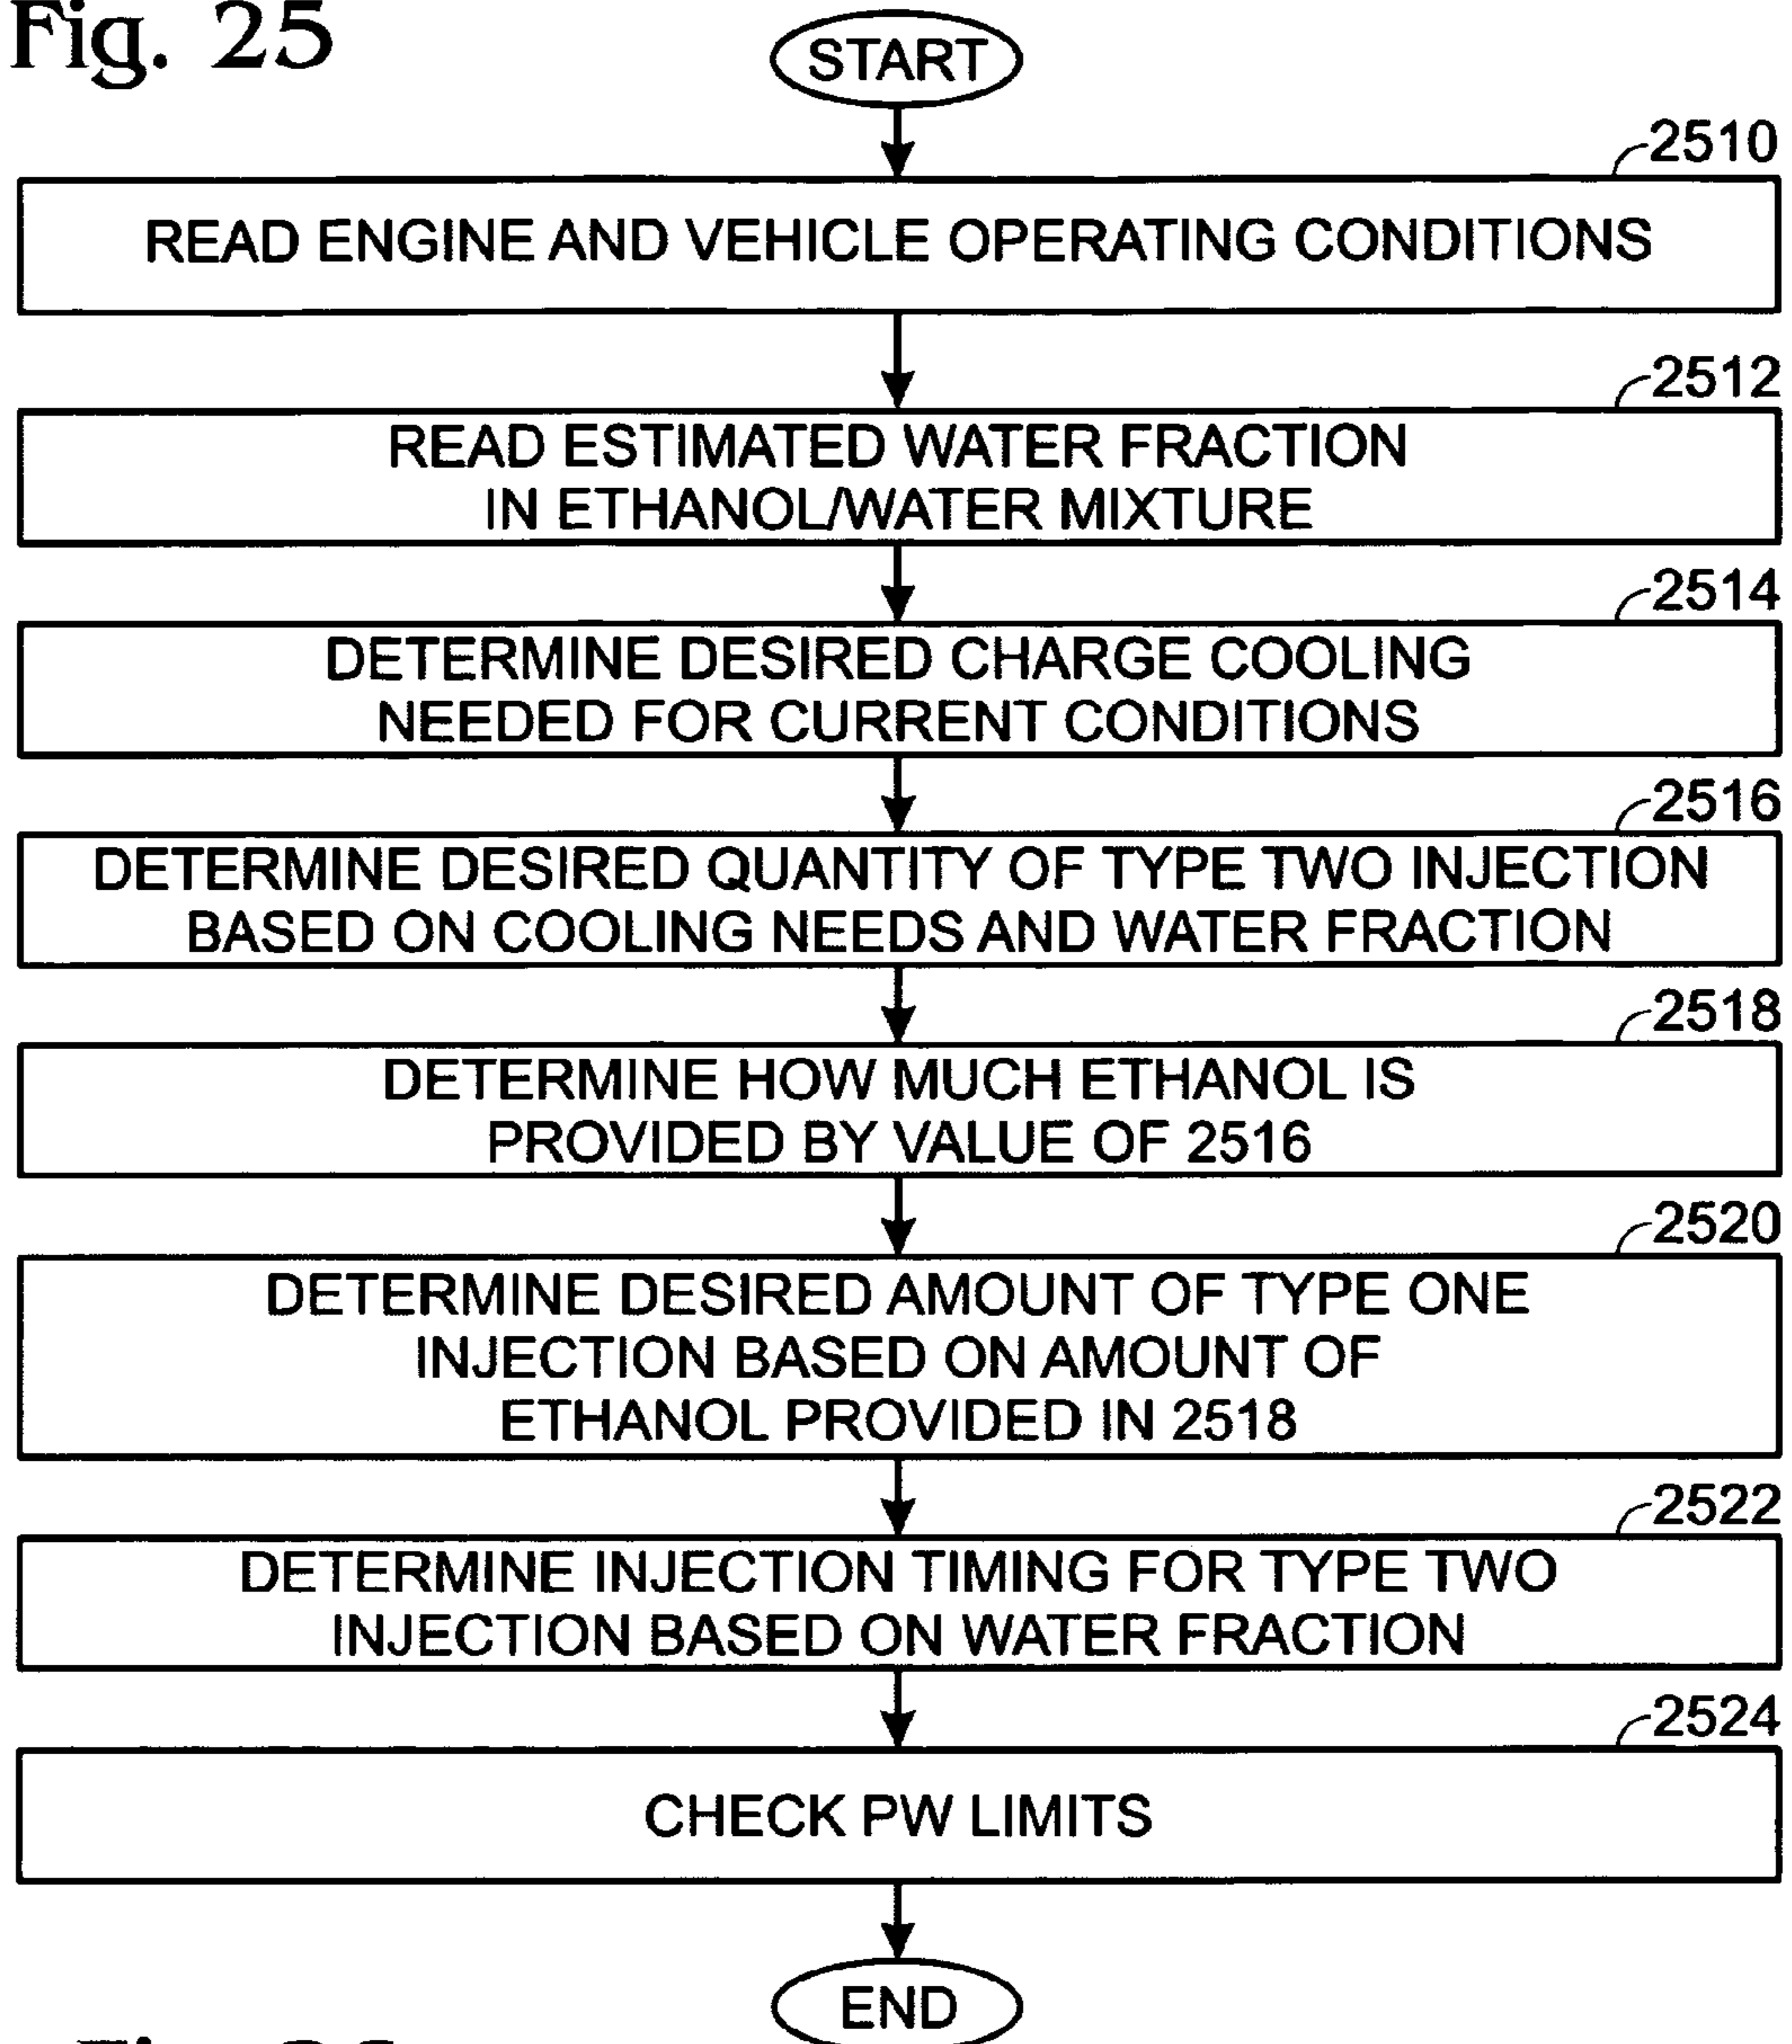 Fig. 25
START
2510
READ ENGINE AND VEHICLE OPERATING CONDITIONS
2512
READ ESTIMATED WATER FRACTION
IN ETHANOL/WATER MIXTURE
2514
DETERMINE DESIRED CHARGE COOLING
NEEDED FOR CURRENT CONDITIONS
2516
DETERMINE DESIRED QUANTITY OF TYPE TWO INJECTION
BASED ON COOLING NEEDS AND WATER FRACTION
2518
DETERMINE HOW MUCH ETHANOL IS
PROVIDED BY VALUE OF 2516
2520
DETERMINE DESIRED AMOUNT OF TYPE ONE
INJECTION BASED ON AMOUNT OF
ETHANOL PROVIDED IN 2518
2522
DETERMINE INJECTION TIMING FOR TYPE TWO
INJECTION BASED ON WATER FRACTION
2524
CHECK PW LIMITS
END